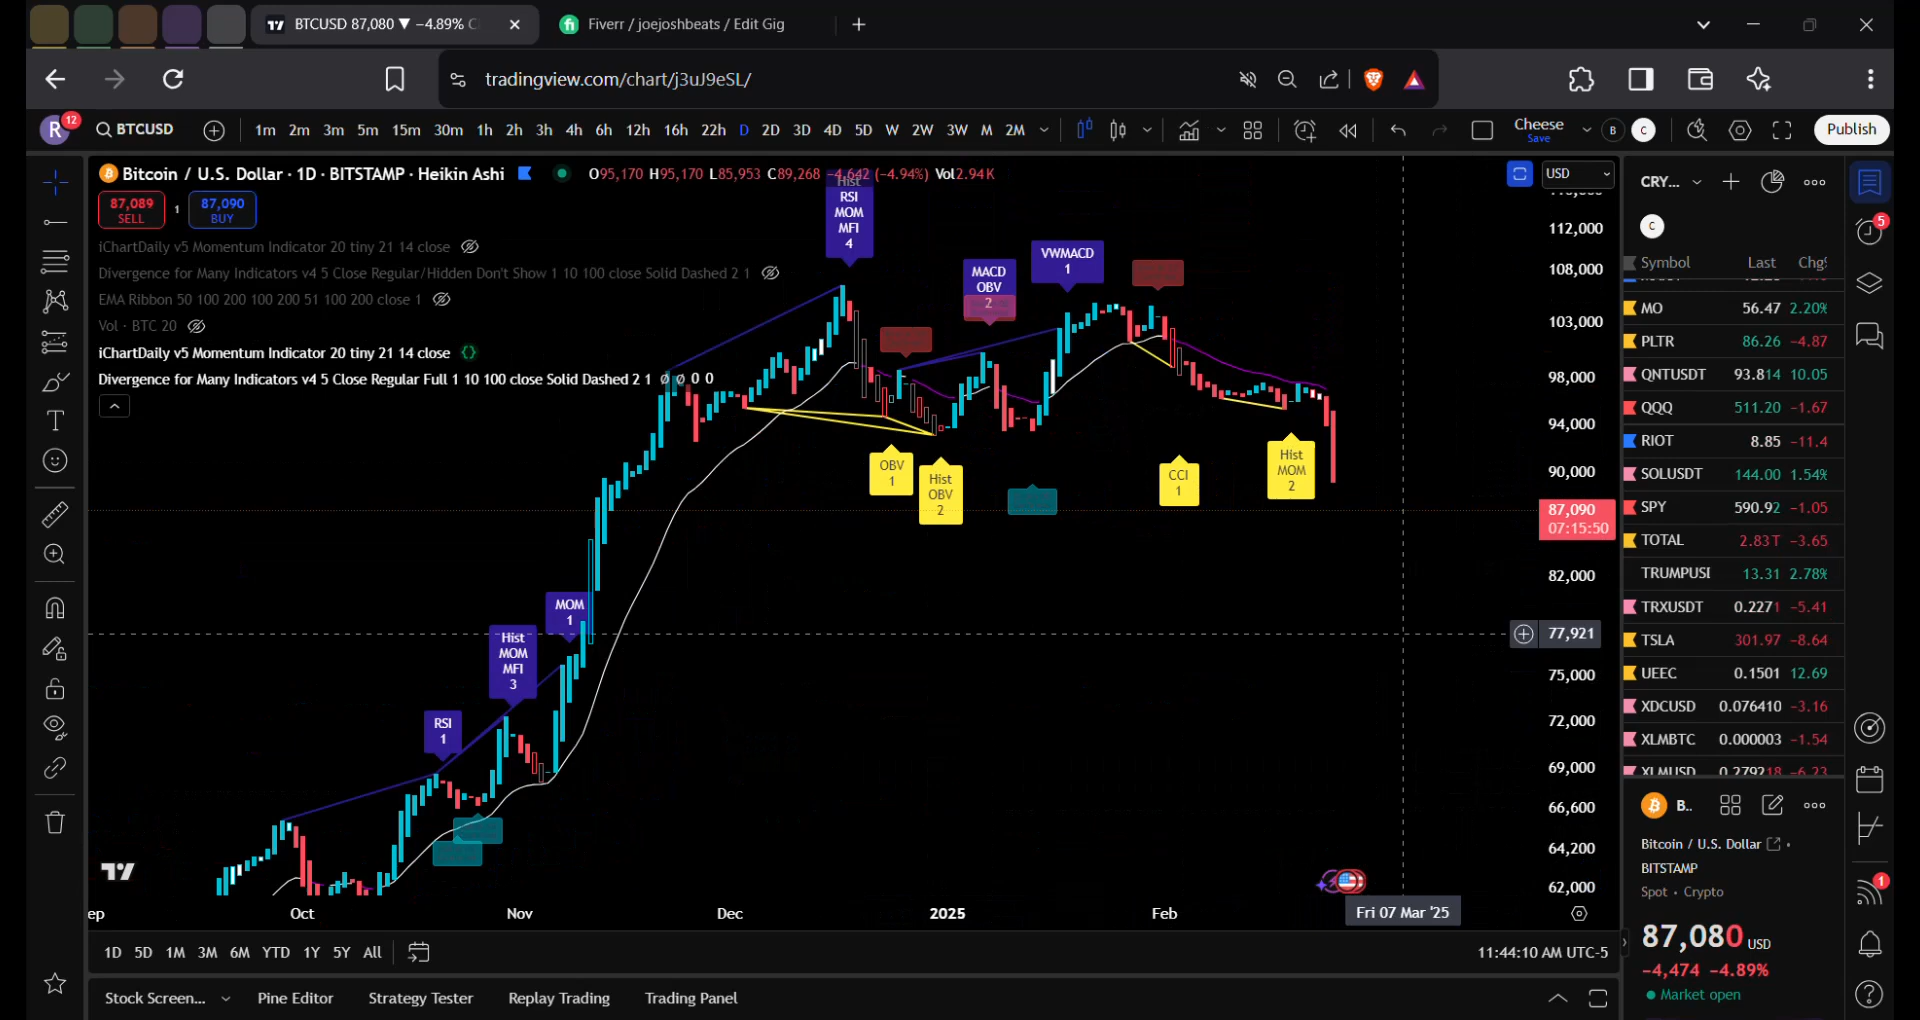 BTCUSD 87,080 ▼ −4.89% C
Fiverr / joejoshbeats / Edit Gig
tradingview.com/chart/j3uJ9eSL/
R
12
BTCUSD
1m 2m 3m 5m 15m 30m 1h 2h 3h 4h 6h 12h 16h 22h D 2D 3D 4D 5D W 2W 3W M 2M
Cheese
Save
B
C
Publish
Bitcoin / U.S. Dollar · 1D · BITSTAMP · Heikin Ashi
O95,170 H95,170 L85,953 C89,268 −4,642 (−4.94%) Vol2.94K
USD
87,089
SELL
1
87,090
BUY
iChartDaily v5 Momentum Indicator 20 tiny 21 14 close
Divergence for Many Indicators v4 5 Close Regular/Hidden Don't Show 1 10 100 close Solid Dashed 2 1
EMA Ribbon 50 100 200 100 200 51 100 200 close 1
Vol · BTC 20
iChartDaily v5 Momentum Indicator 20 tiny 21 14 close
Divergence for Many Indicators v4 5 Close Regular Full 1 10 100 close Solid Dashed 2 1 ∅ ∅ 0 0
Hist
RSI
MOM
MFI
4
MACD
OBV
2
VWMACD
1
OBV
1
Hist
OBV
2
CCI
1
Hist
MOM
2
MOM
1
Hist
MOM
MFI
3
RSI
1
112,000
108,000
103,000
98,000
94,000
90,000
87,090
07:15:50
82,000
77,921
75,000
72,000
69,000
66,600
64,200
62,000
ep
Oct
Nov
Dec
2025
Feb
Fri 07 Mar '25
1D 5D 1M 3M 6M YTD 1Y 5Y All
11:44:10 AM UTC-5
Stock Screen...
Pine Editor
Strategy Tester
Replay Trading
Trading Panel
CRY...
C
Symbol Last Chg%
MO 56.47 2.20%
PLTR 86.26 −4.87
QNTUSDT 93.814 10.05
QQQ 511.20 −1.67
RIOT 8.85 −11.4
SOLUSDT 144.00 1.54%
SPY 590.92 −1.05
TOTAL 2.83T −3.65
TRUMPUSI 13.31 2.78%
TRXUSDT 0.2271 −5.41
TSLA 301.97 −8.64
UEEC 0.1501 12.69
XDCUSD 0.076410 −3.16
XLMBTC 0.000003 −1.54
XLMUSD 0.279218 −6.23
B..
Bitcoin / U.S. Dollar
BITSTAMP
Spot · Crypto
87,080 USD
−4,474 −4.89%
Market open
5
1